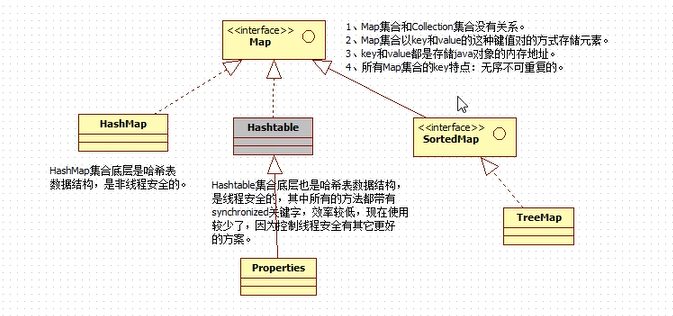 <<interface>>
Map
1、Map集合和Collection集合没有关系。
2、Map集合以key和value的这种键值对的方式存储元素。
3、key和value都是存储java对象的内存地址。
4、所有Map集合的key特点：无序不可重复的。
HashMap
Hashtable
<<interface>>
SortedMap
HashMap集合底层是哈希表
数据结构，是非线程安全的。
Hashtable集合底层也是哈希表数据结构，
是线程安全的，其中所有的方法都带有
synchronized关键字，效率较低，现在使用
较少了，因为控制线程安全有其它更好
的方案。
TreeMap
Properties